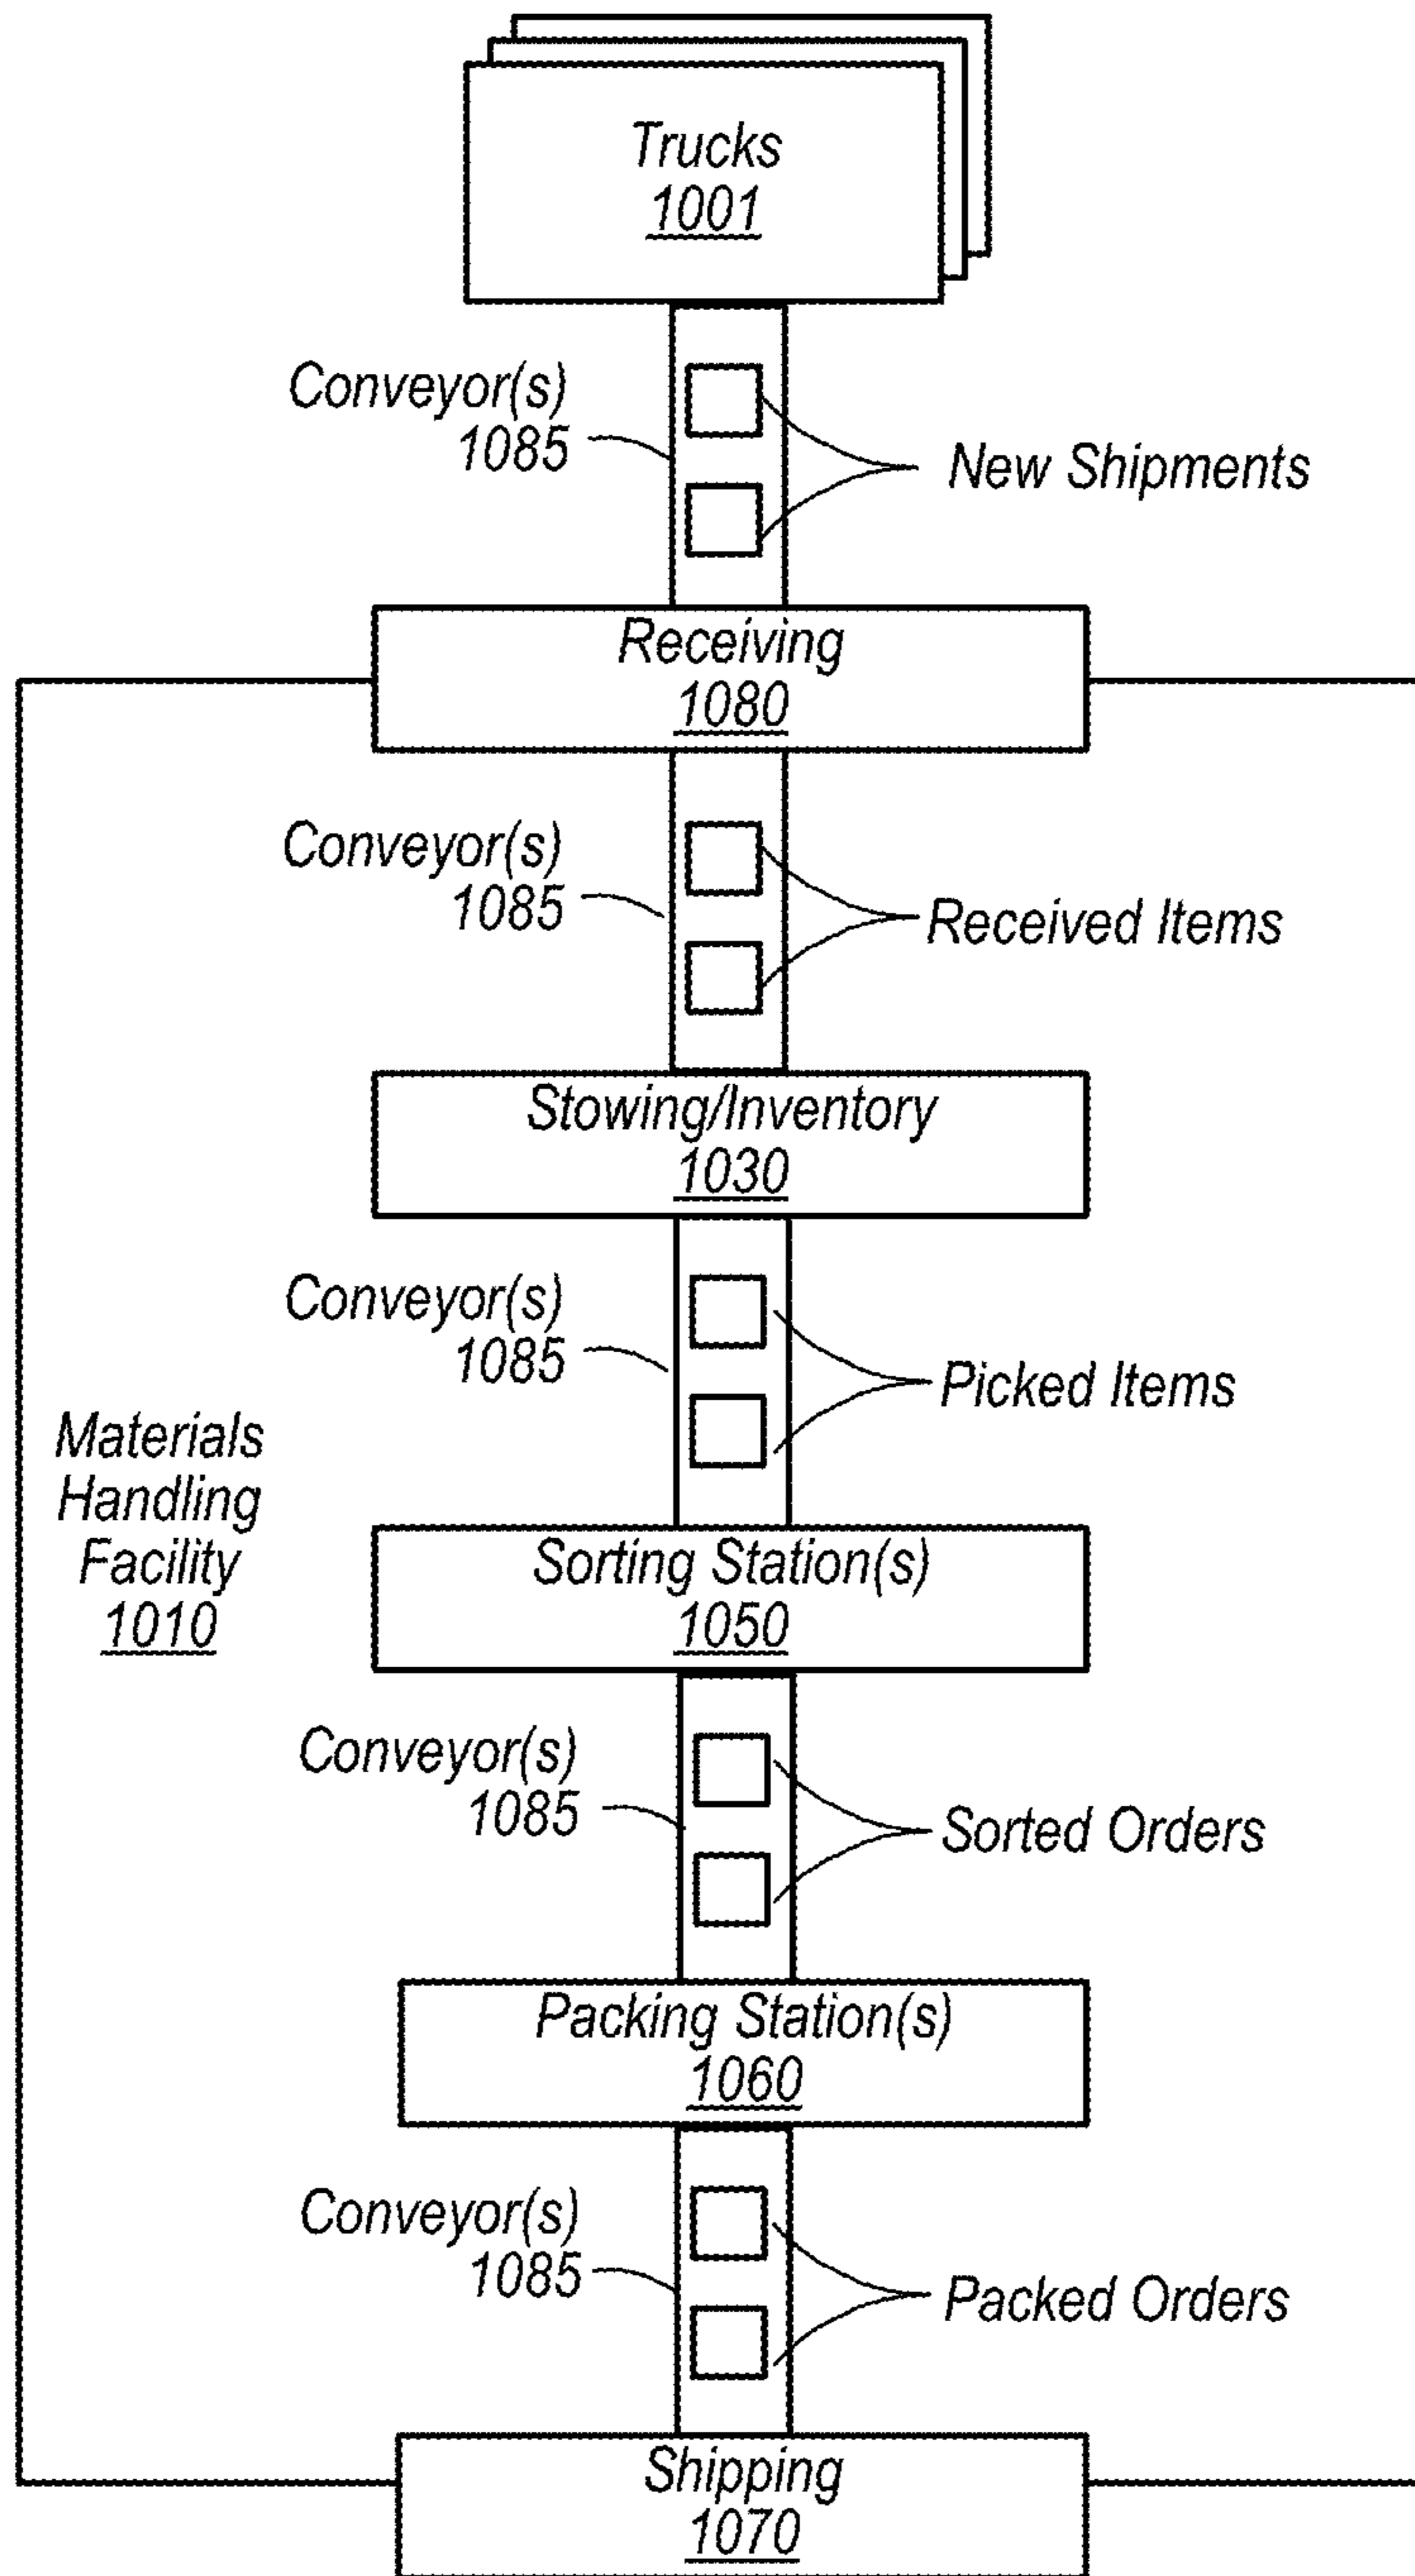 Trucks
1001
Conveyor(s)
1085
New Shipments
Receiving
1080
Conveyor(s)
1085
Received Items
Stowing/Inventory
1030
Conveyor(s)
1085
Picked Items
Materials
Handling
Facility
1010
Sorting Station(s)
1050
Conveyor(s)
1085
Sorted Orders
Packing Station(s)
1060
Conveyor(s)
1085
Packed Orders
Shipping
1070